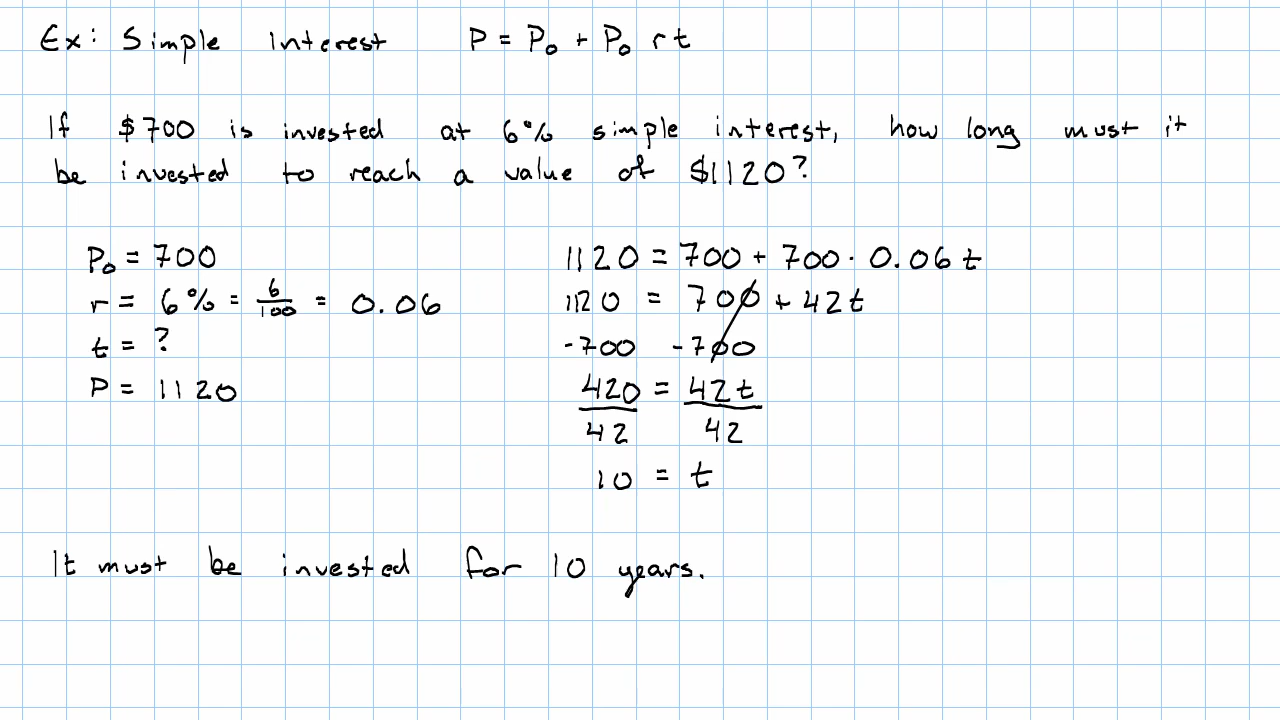 Ex: Simple Interest P = P₀ + P₀ r t
If $700 is invested at 6% simple interest, how long must it
be invested to reach a value of $1120?
P₀ = 700
r = 6% = 6/100 = 0.06
t = ?
P = 1120
1120 = 700 + 700 · 0.06 t
1120 = 700 + 42t
-700 -700
420 = 42t
42 42
10 = t
It must be invested for 10 years.